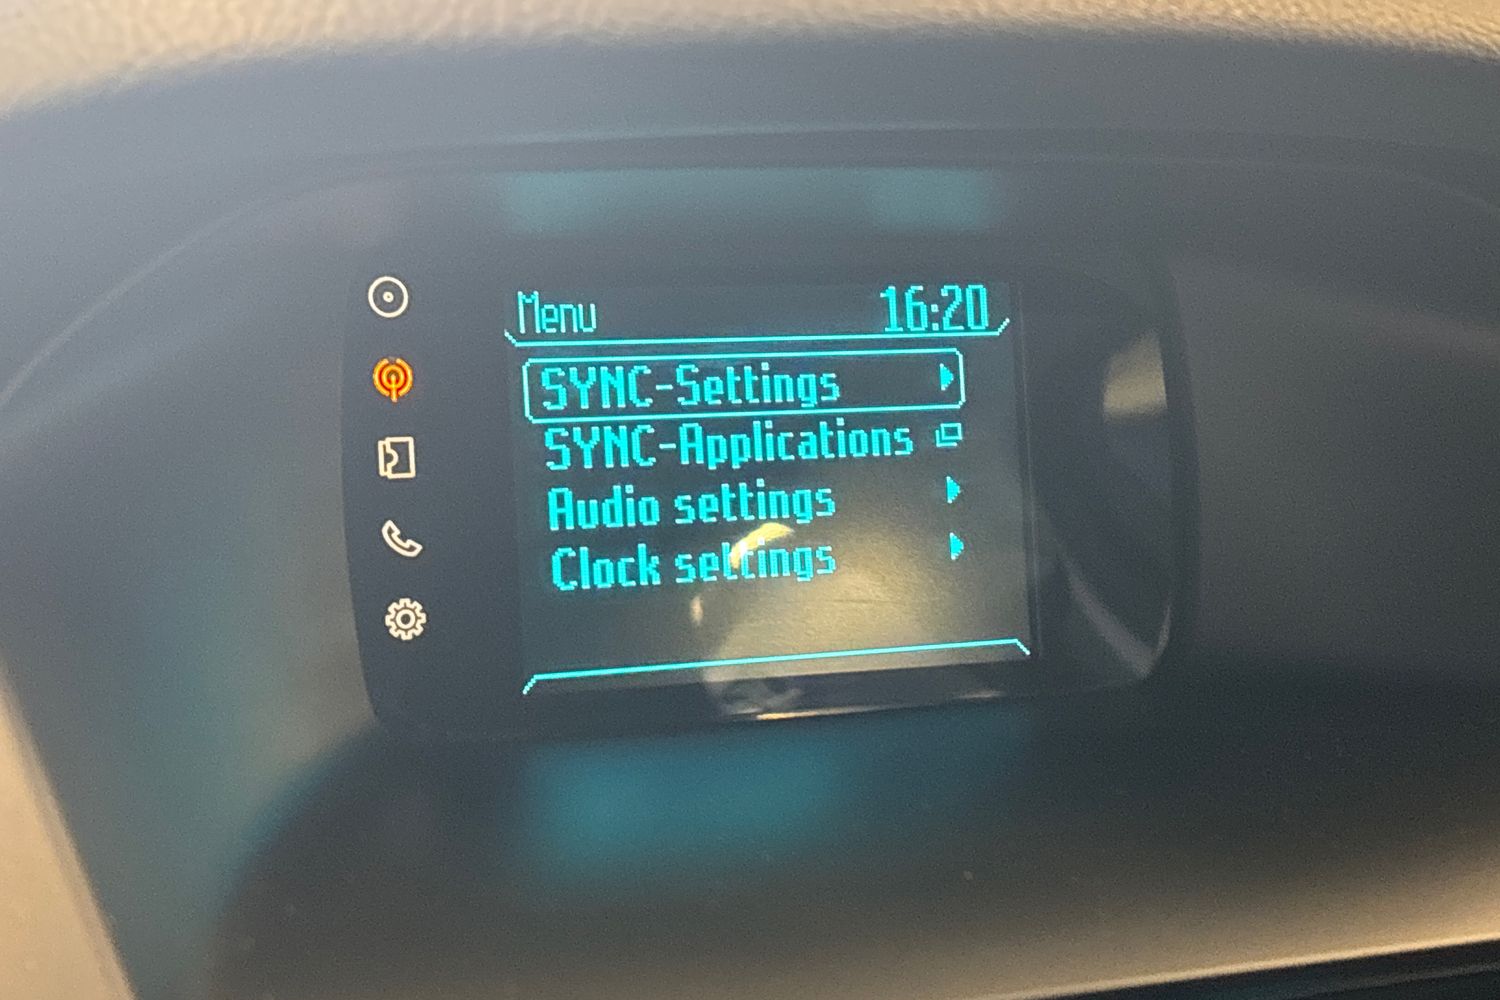 Menu 16:20
SYNC-Settings
SYNC-Applications
Audio settings
Clock settings